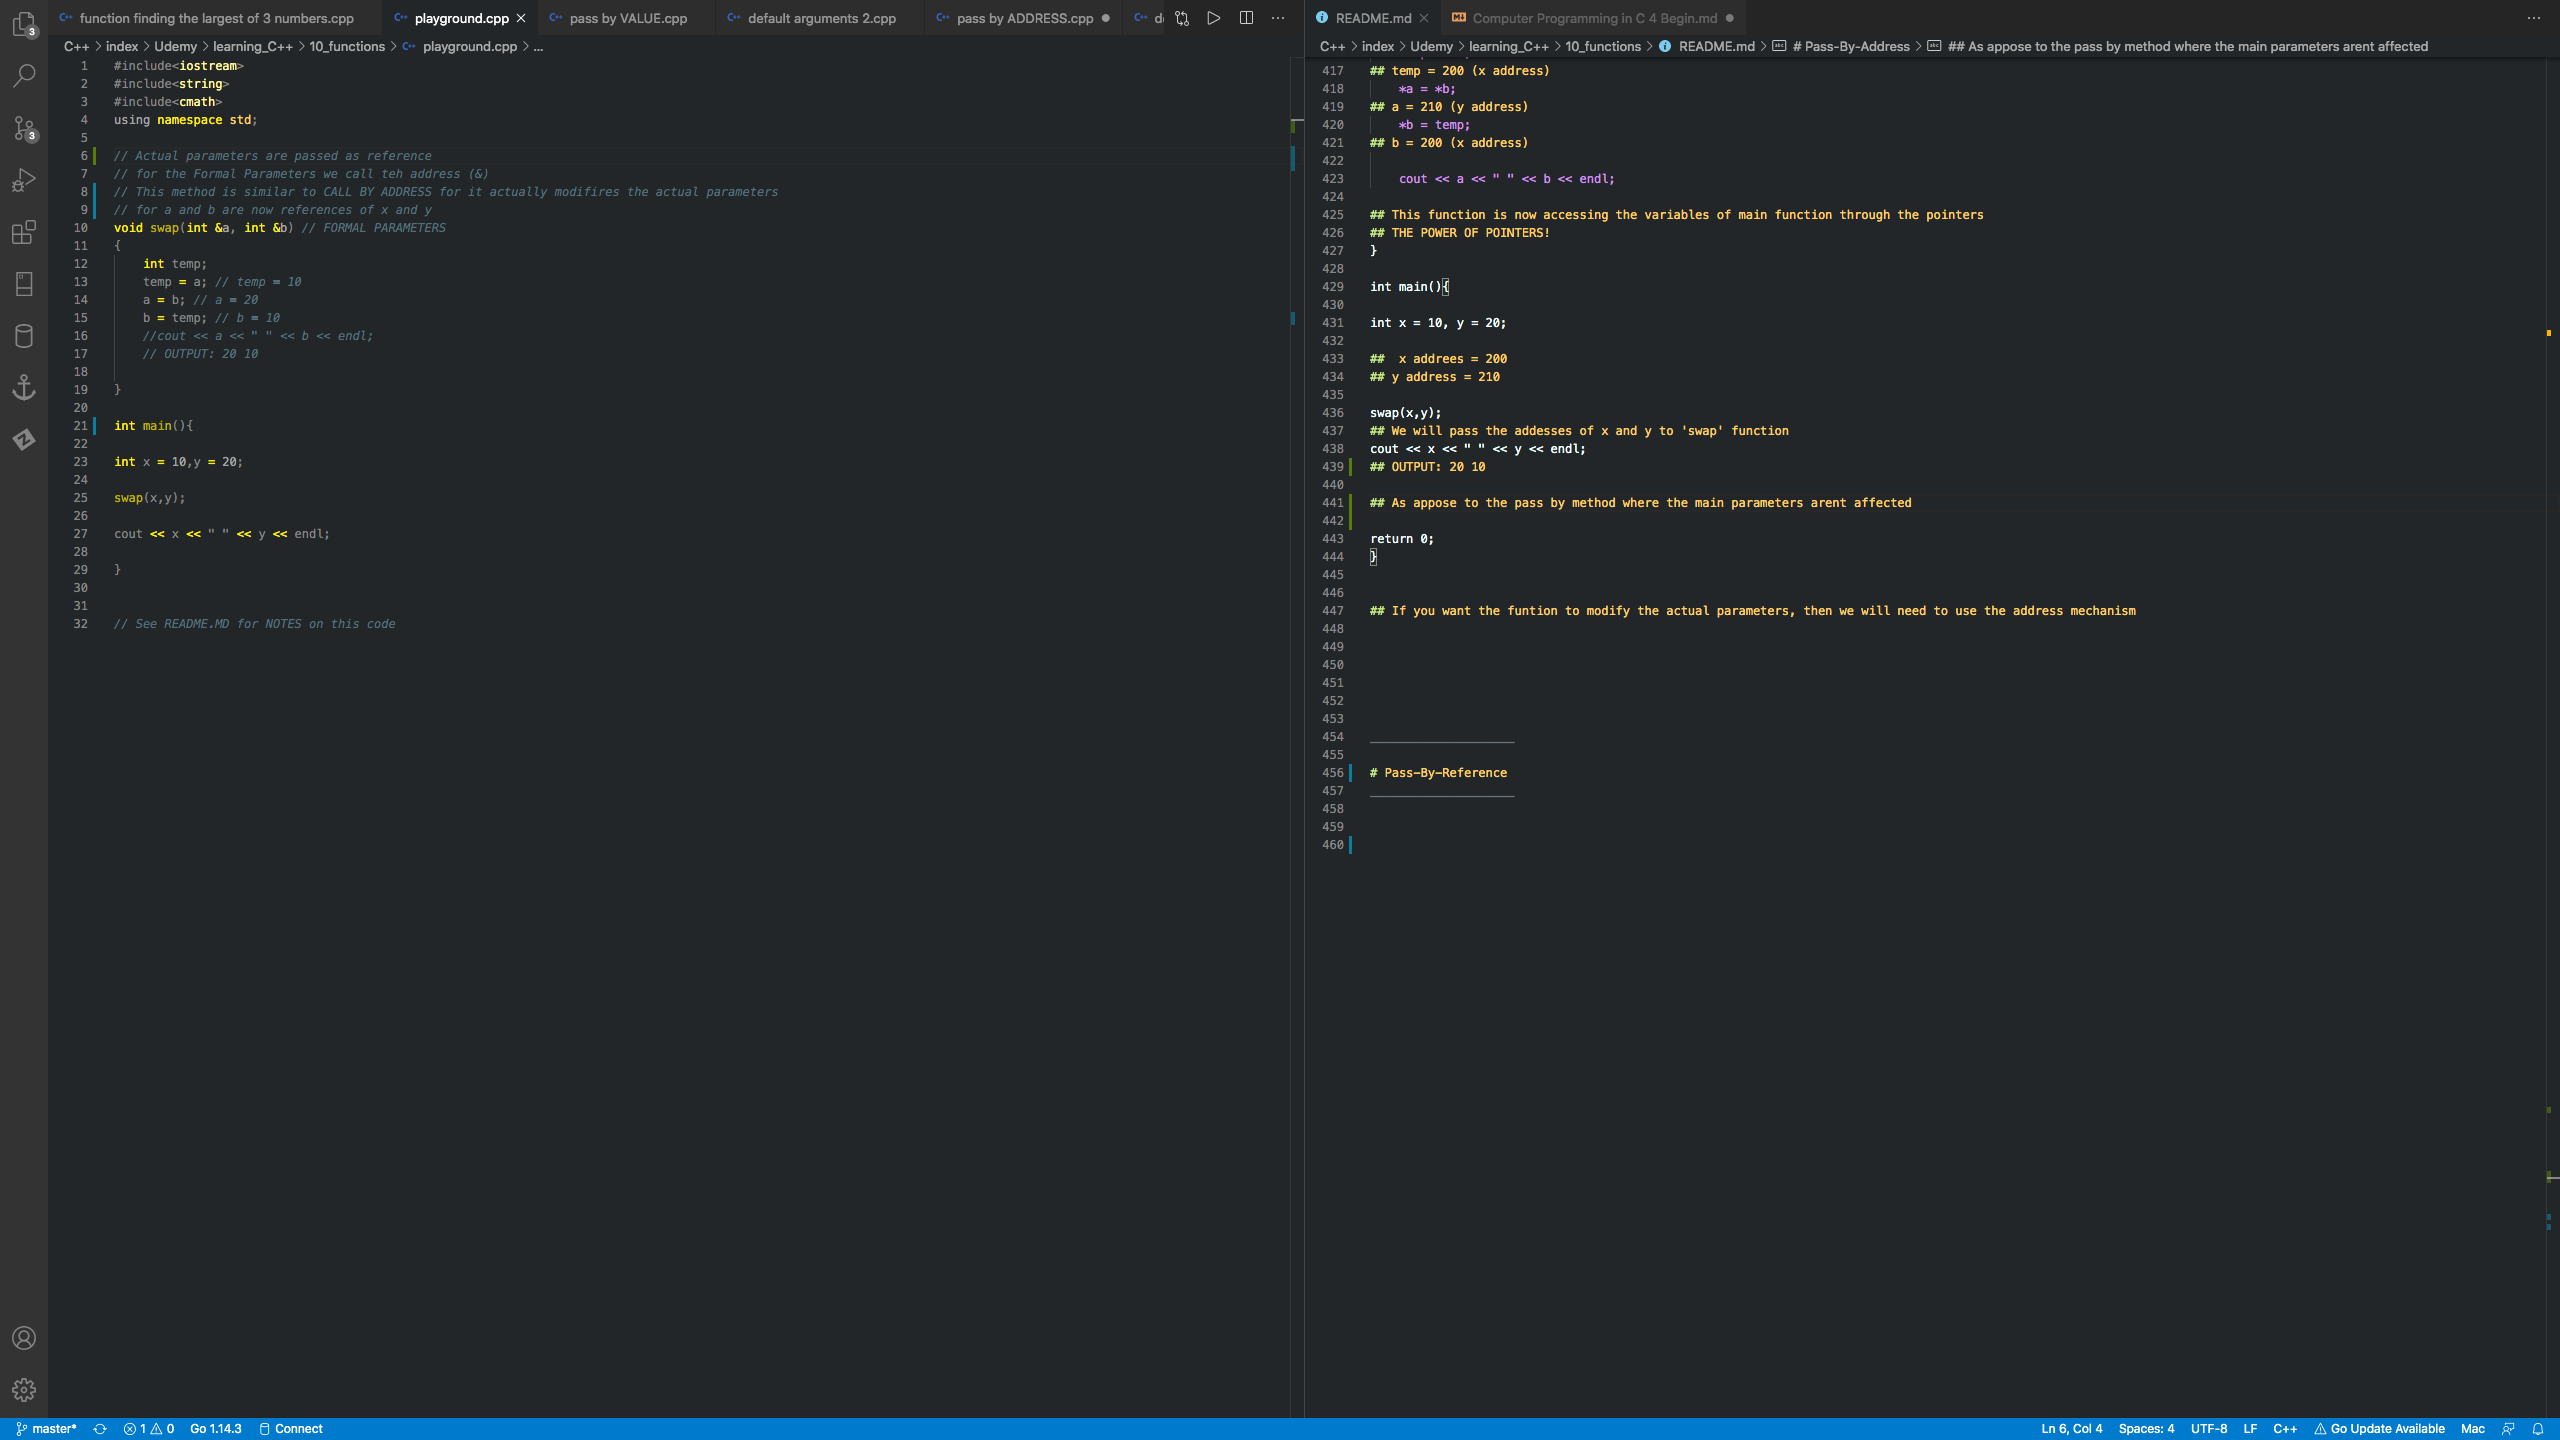 function finding the largest of 3 numbers.cpp
playground.cpp
pass by VALUE.cpp
default arguments 2.cpp
pass by ADDRESS.cpp
C++ > index > Udemy > learning_C++ > 10_functions > playground.cpp > ...
1 #include<iostream>
2 #include<string>
3 #include<cmath>
4 using namespace std;
5
6 // Actual parameters are passed as reference
7 // for the Formal Parameters we call teh address (&)
8 // This method is similar to CALL BY ADDRESS for it actually modifires the actual parameters
9 // for a and b are now references of x and y
10 void swap(int &a, int &b) // FORMAL PARAMETERS
11 {
12 int temp;
13 temp = a; // temp = 10
14 a = b; // a = 20
15 b = temp; // b = 10
16 //cout << a << " " << b << endl;
17 // OUTPUT: 20 10
18
19 }
20
21 int main(){
22
23 int x = 10,y = 20;
24
25 swap(x,y);
26
27 cout << x << " " << y << endl;
28
29 }
30
31
32 // See README.MD for NOTES on this code
README.md
Computer Programming in C 4 Begin.md
C++ > index > Udemy > learning_C++ > 10_functions > README.md > # Pass-By-Address > ## As appose to the pass by method where the main parameters arent affected
417 ## temp = 200 (x address)
418 *a = *b;
419 ## a = 210 (y address)
420 *b = temp;
421 ## b = 200 (x address)
422
423 cout << a << " " << b << endl;
424
425 ## This function is now accessing the variables of main function through the pointers
426 ## THE POWER OF POINTERS!
427 }
428
429 int main(){
430
431 int x = 10, y = 20;
432
433 ##  x addrees = 200
434 ## y address = 210
435
436 swap(x,y);
437 ## We will pass the addesses of x and y to 'swap' function
438 cout << x << " " << y << endl;
439 ## OUTPUT: 20 10
440
441 ## As appose to the pass by method where the main parameters arent affected
442
443 return 0;
444 }
445
446
447 ## If you want the funtion to modify the actual parameters, then we will need to use the address mechanism
448
449
450
451
452
453
454 ____________________
455
456 # Pass-By-Reference
457 ____________________
458
459
460
3
3
master* 1 0 Go 1.14.3 Connect
Ln 6, Col 4 Spaces: 4 UTF-8 LF C++ Go Update Available Mac